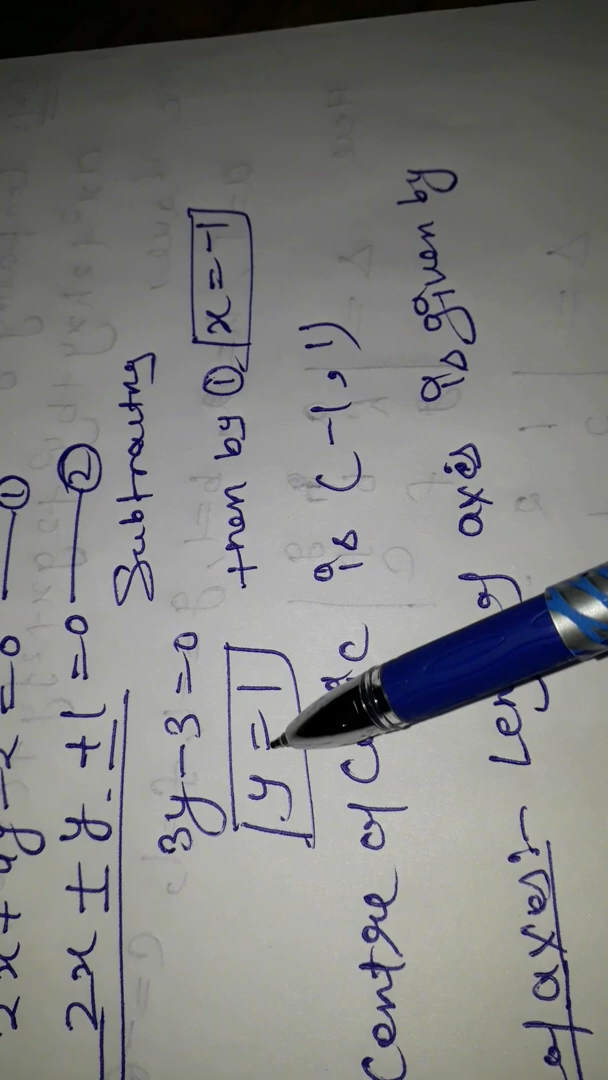 2x + 4y - 2 = 0 — ①
2x ± y ± 1 = 0 — ②
Subtracting
3y - 3 = 0
y = 1 then by ① x = -1
Centre of is (-1, 1)
of axes:- of axes is given by